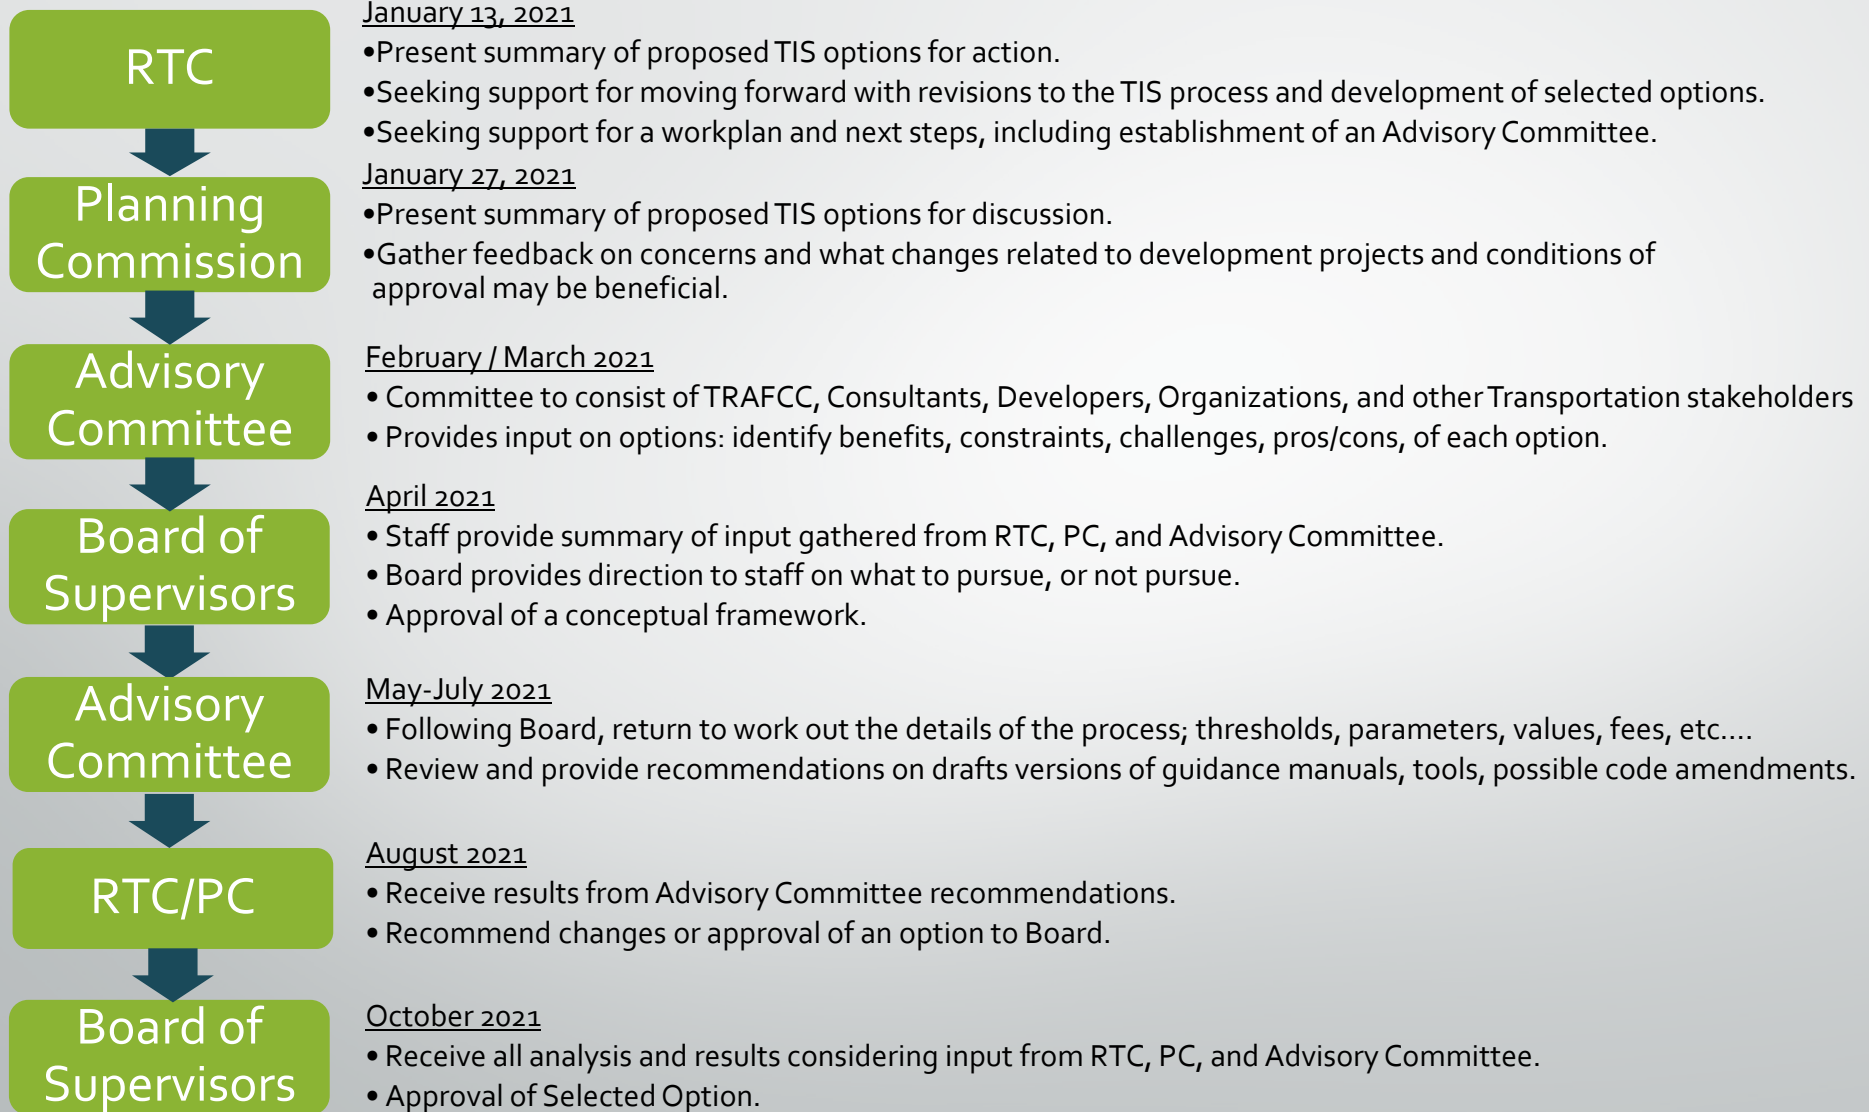 RTC
January 13, 2021
•Present summary of proposed TIS options for action.
•Seeking support for moving forward with revisions to the TIS process and development of selected options.
•Seeking support for a workplan and next steps, including establishment of an Advisory Committee.
Planning
Commission
January 27, 2021
•Present summary of proposed TIS options for discussion.
•Gather feedback on concerns and what changes related to development projects and conditions of
approval may be beneficial.
Advisory
Committee
February / March 2021
• Committee to consist of TRAFCC, Consultants, Developers, Organizations, and other Transportation stakeholders
• Provides input on options: identify benefits, constraints, challenges, pros/cons, of each option.
Board of
Supervisors
April 2021
• Staff provide summary of input gathered from RTC, PC, and Advisory Committee.
• Board provides direction to staff on what to pursue, or not pursue.
• Approval of a conceptual framework.
Advisory
Committee
May-July 2021
• Following Board, return to work out the details of the process; thresholds, parameters, values, fees, etc....
• Review and provide recommendations on drafts versions of guidance manuals, tools, possible code amendments.
RTC/PC
August 2021
• Receive results from Advisory Committee recommendations.
• Recommend changes or approval of an option to Board.
Board of
Supervisors
October 2021
• Receive all analysis and results considering input from RTC, PC, and Advisory Committee.
• Approval of Selected Option.